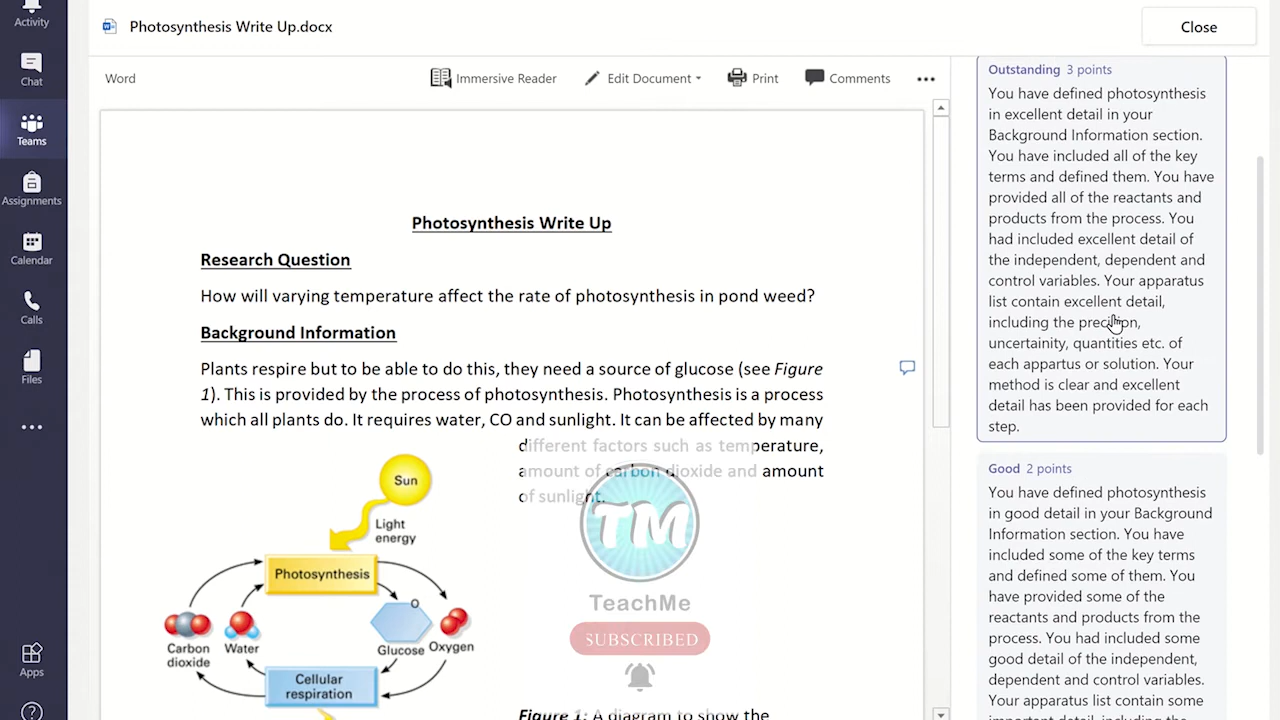 Activity
Chat
Teams
Assignments
Calendar
Calls
Files
Apps
Photosynthesis Write Up.docx
Close
Word
Immersive Reader
Edit Document
Print
Comments
Photosynthesis Write Up
Research Question
How will varying temperature affect the rate of photosynthesis in pond weed?
Background Information
Plants respire but to be able to do this, they need a source of glucose (see Figure
1). This is provided by the process of photosynthesis. Photosynthesis is a process
which all plants do. It requires water, CO and sunlight. It can be affected by many
different factors such as temperature,
amount of carbon dioxide and amount
of sunlight.
Sun
Light
energy
Photosynthesis
O
Carbon
dioxide
Water
Glucose
Oxygen
Cellular
respiration
Figure 1: A diagram to show the
TM
TeachMe
SUBSCRIBED
Outstanding 3 points
You have defined photosynthesis
in excellent detail in your
Background Information section.
You have included all of the key
terms and defined them. You have
provided all of the reactants and
products from the process. You
had included excellent detail of
the independent, dependent and
control variables. Your apparatus
list contain excellent detail,
including the precision,
uncertainity, quantities etc. of
each appartus or solution. Your
method is clear and excellent
detail has been provided for each
step.
Good 2 points
You have defined photosynthesis
in good detail in your Background
Information section. You have
included some of the key terms
and defined some of them. You
have provided some of the
reactants and products from the
process. You had included some
good detail of the independent,
dependent and control variables.
Your apparatus list contain some
important detail, including the